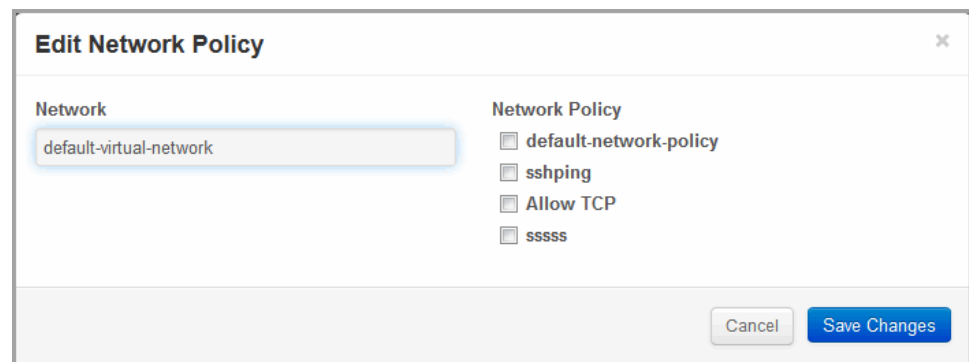 Edit Network Policy
×
Network
Network Policy
default-virtual-network
default-network-policy
sshping
Allow TCP
sssss
Cancel
Save Changes